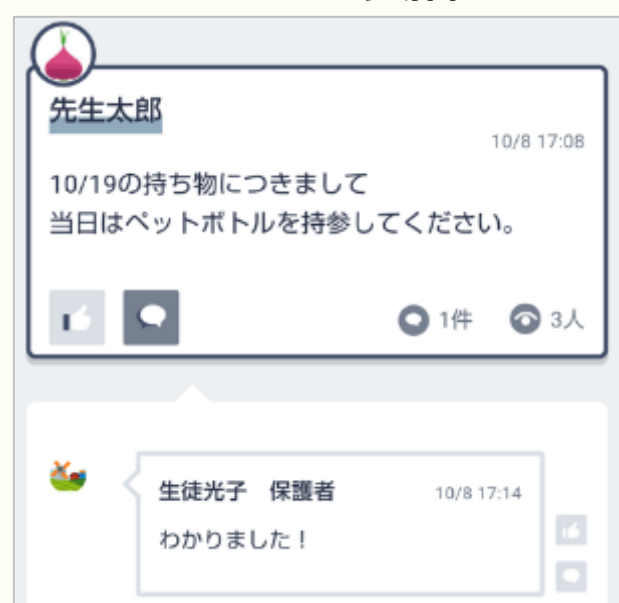 先生太郎
10/8 17:08
10/19の持ち物につきまして
当日はペットボトルを持参してください。
1件 3人
生徒光子 保護者 10/8 17:14
わかりました！